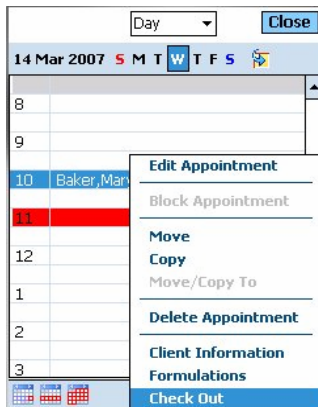 Day Close
14 Mar 2007 S M T W T F S
8
9
10 Baker,Mary
11
12
1
2
3
Edit Appointment
Block Appointment
Move
Copy
Move/Copy To
Delete Appointment
Client Information
Formulations
Check Out